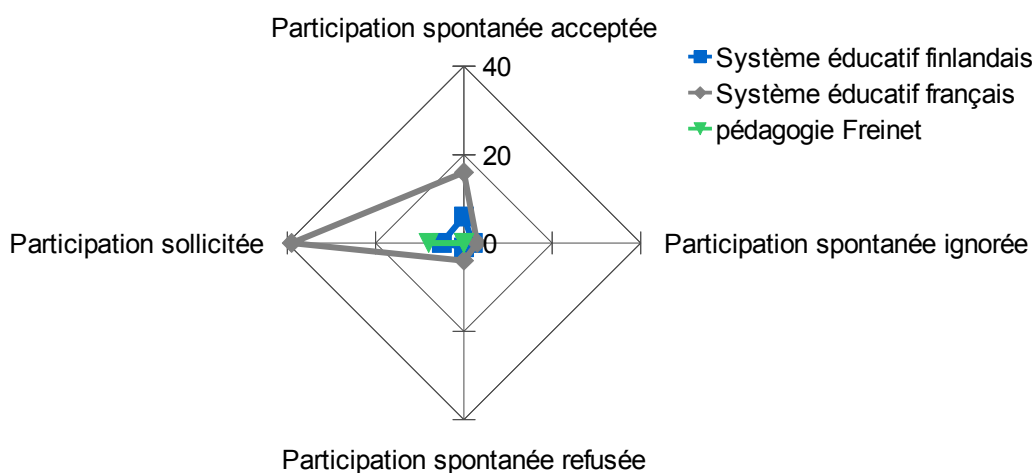 Participation spontanée acceptée
40
Système éducatif finlandais
Système éducatif français
pédagogie Freinet
20
Participation sollicitée
0
Participation spontanée ignorée
Participation spontanée refusée